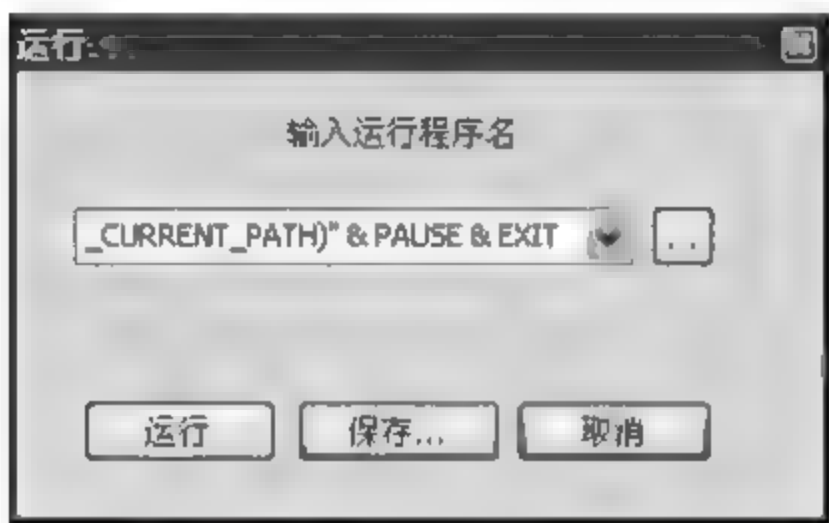 运行...
输入运行程序名
_CURRENT_PATH)" & PAUSE & EXIT
..
运行
保存...
取消